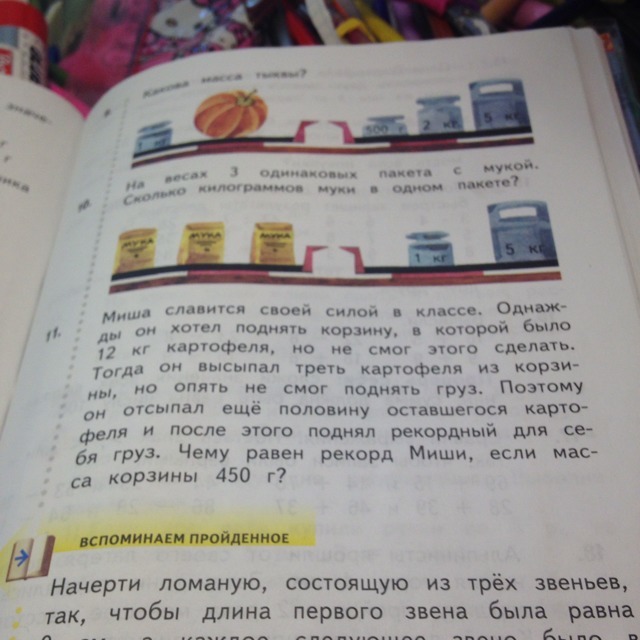 значе-
9. Какова масса тыквы?
1 кг 500 г 2 кг 5 кг
10. На весах 3 одинаковых пакета с мукой.
Сколько килограммов муки в одном пакете?
МУКА МУКА МУКА 1 кг 5 кг
11. Миша славится своей силой в классе. Однаж-
ды он хотел поднять корзину, в которой было
12 кг картофеля, но не смог этого сделать.
Тогда он высыпал треть картофеля из корзи-
ны, но опять не смог поднять груз. Поэтому
он отсыпал ещё половину оставшегося карто-
феля и после этого поднял рекордный для се-
бя груз. Чему равен рекорд Миши, если мас-
са корзины 450 г?
ВСПОМИНАЕМ ПРОЙДЕННОЕ
Начерти ломаную, состоящую из трёх звеньев,
так, чтобы длина первого звена была равна